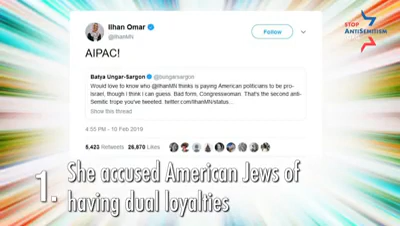 STOP
ANTISEMITISM
Ilhan Omar
@IlhanMN
Follow
AIPAC!
Batya Ungar-Sargon @bungarsargon
Would love to know who @IlhanMN thinks is paying American politicians to be pro-
israel, though I think I can guess. Bad form, Congresswoman. That's the second anti-
Semitic trope you've tweeted. twitter.com/IlhanMN/status...
Show this thread
4:55 PM - 10 Feb 2019
5,423 Retweets 26,870 Likes
1. She accused American Jews of
having dual loyalties